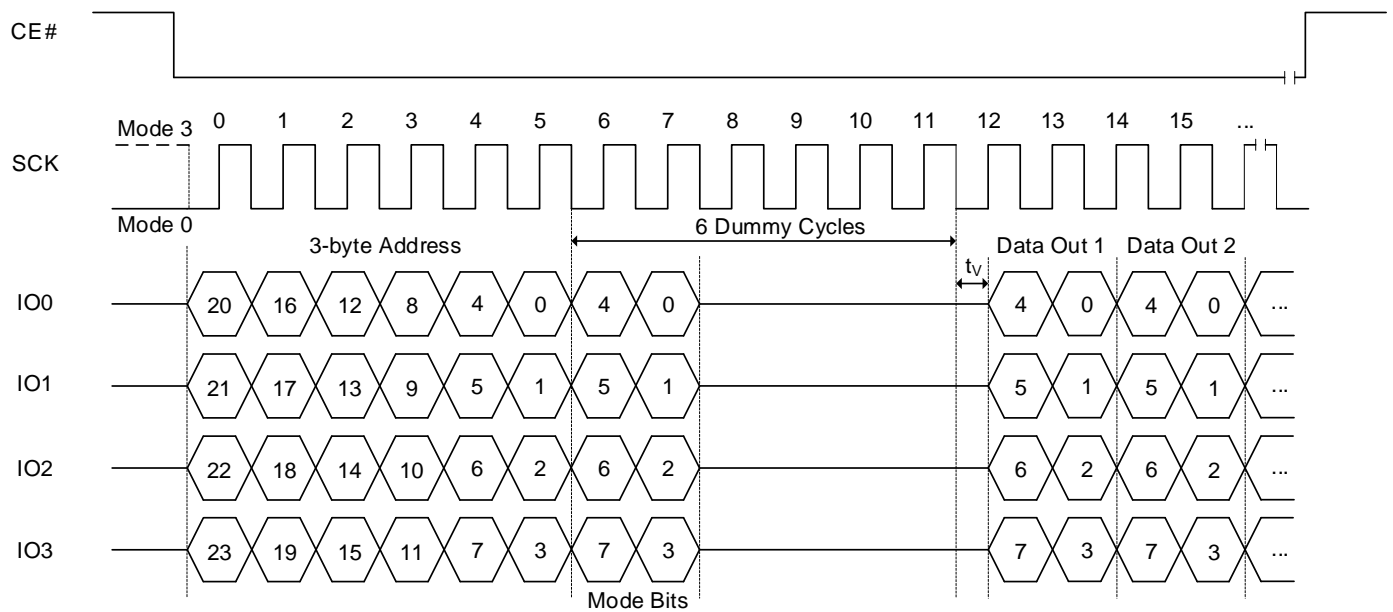 CE#
Mode 3 0 1 2 3 4 5 6 7 8 9 10 11 12 13 14 15 ...
SCK
Mode 0
6 Dummy Cycles
3-byte Address Data Out 1 Data Out 2
tV
IO0 20 16 12 8 4 0 4 0 4 0 4 0 ...
IO1 21 17 13 9 5 1 5 1 5 1 5 1 ...
IO2 22 18 14 10 6 2 6 2 6 2 6 2 ...
IO3 23 19 15 11 7 3 7 3 7 3 7 3 ...
Mode Bits